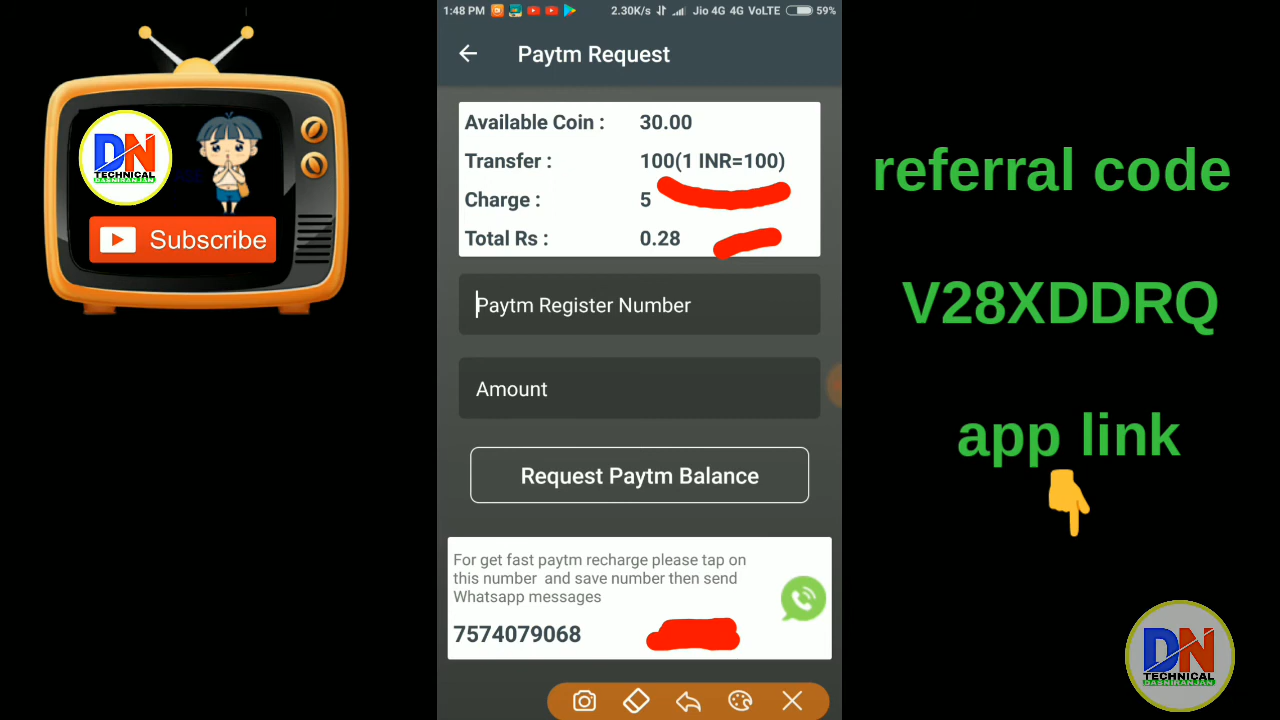 1:48 PM
2.30K/s
Jio 4G 4G VoLTE
59%
Paytm Request
Available Coin : 30.00
Transfer : 100(1 INR=100)
Charge : 5
Total Rs : 0.28
Paytm Register Number
Amount
Request Paytm Balance
For get fast paytm recharge please tap on
this number and save number then send
Whatsapp messages
7574079068
DN
TECHNICAL
GASNIRANJAN
Subscribe
referral code
V28XDDRQ
app link
DN
TECHNICAL
GASNIRANJAN